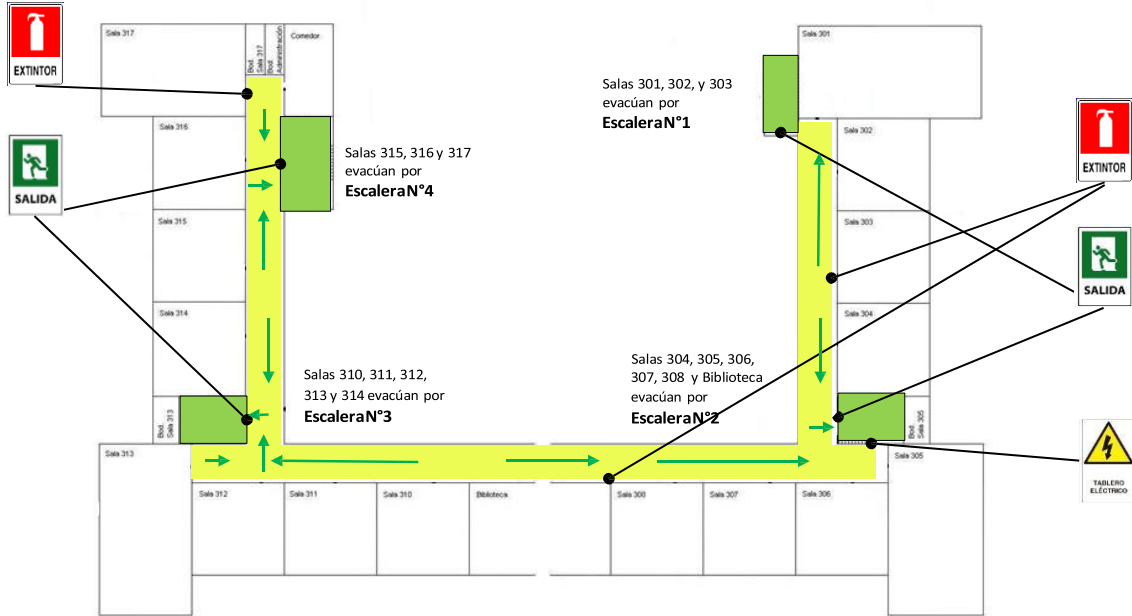 Sala 317
Bod.
Sala 317
Bod.
Administración
Comedor
EXTINTOR
Sala 301
Salas 301, 302, y 303
evacúan por
EscaleraN°1
Sala 316
Sala 302
EXTINTOR
Salas 315, 316 y 317
evacúan por
EscaleraN°4
SALIDA
Sala 315
Sala 303
SALIDA
Sala 314
Sala 304
Salas 304, 305, 306,
307, 308 y Biblioteca
evacúan por
EscaleraN°2
Salas 310, 311, 312,
313 y 314 evacúan por
EscaleraN°3
Bod.
Sala 313
Bod.
Sala 305
Sala 313
Sala 305
TABLERO
ELÉCTRICO
Sala 312
Sala 311
Sala 310
Biblioteca
Sala 308
Sala 307
Sala 306